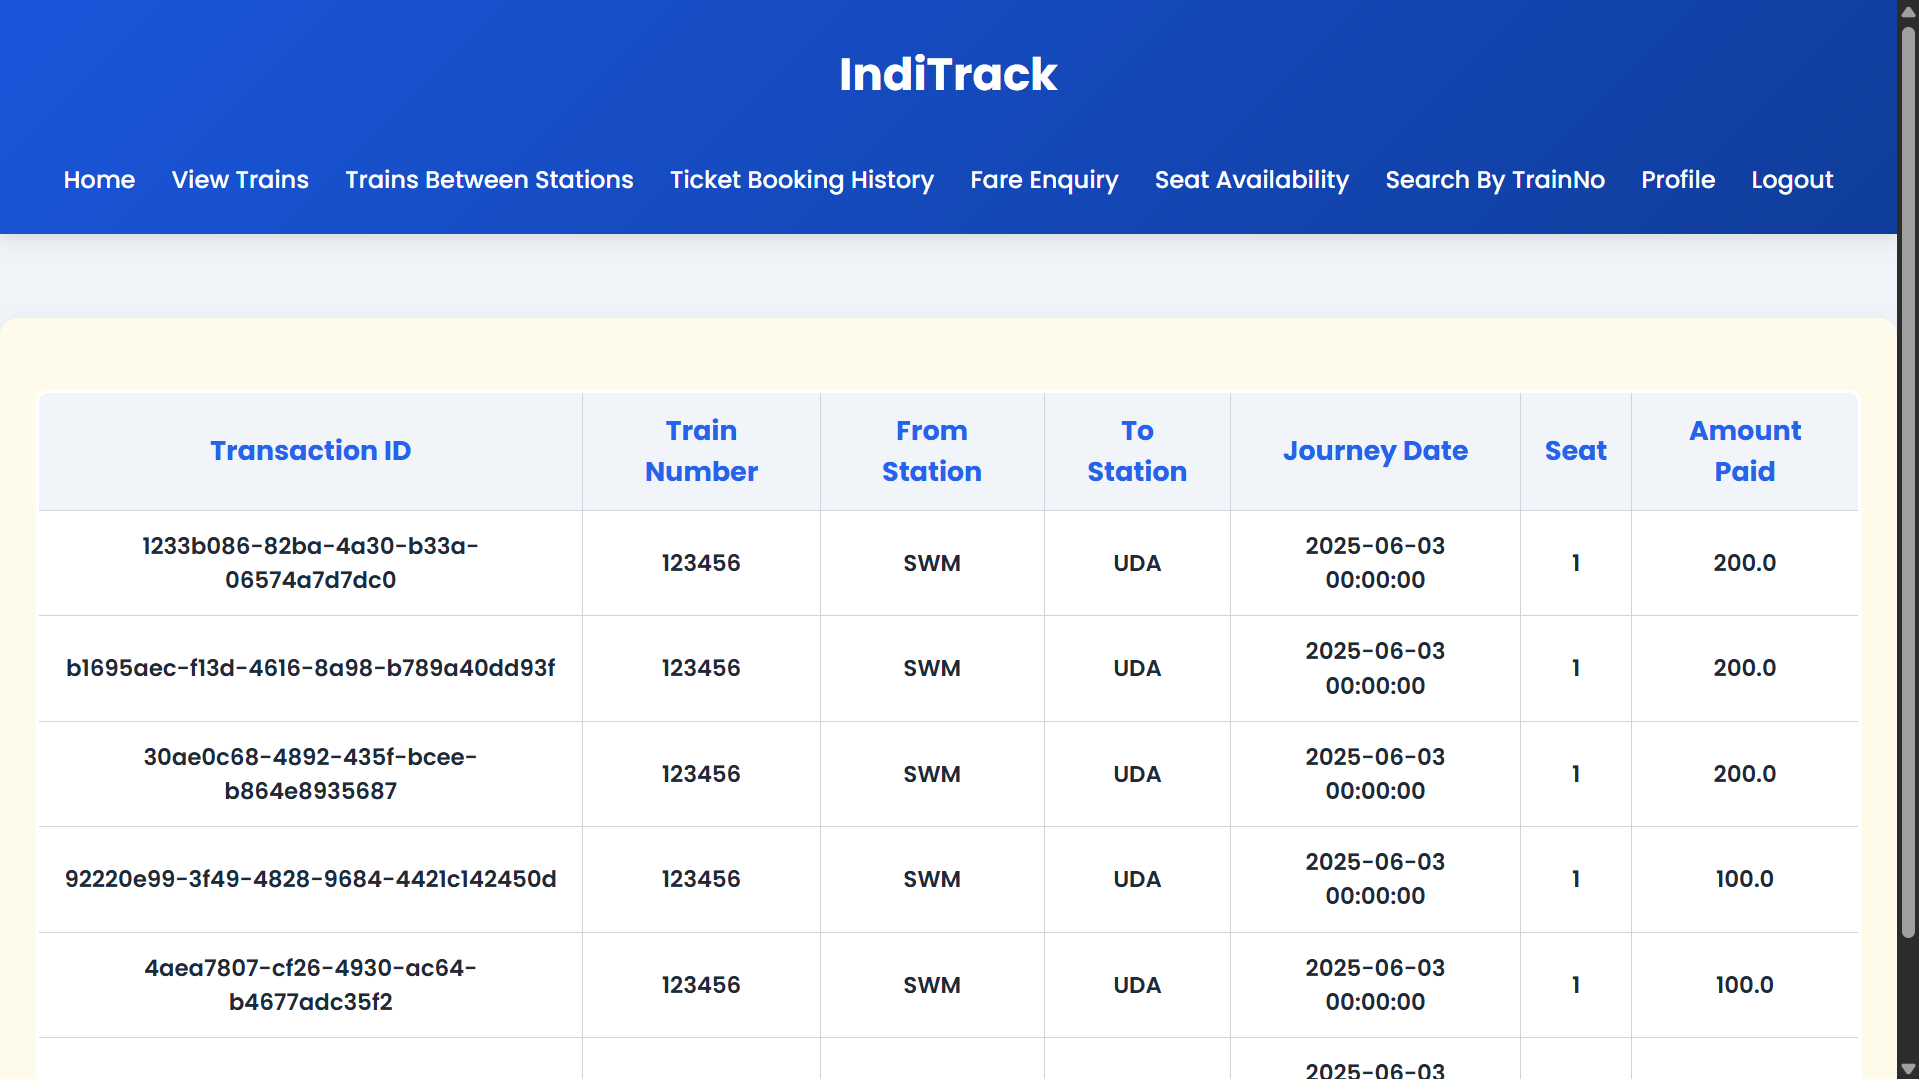 IndiTrack
Home View Trains Trains Between Stations Ticket Booking History Fare Enquiry Seat Availability Search By TrainNo Profile Logout
Transaction ID Train Number From Station To Station Journey Date Seat Amount Paid
1233b086-82ba-4a30-b33a-06574a7d7dc0 123456 SWM UDA 2025-06-03 00:00:00 1 200.0
b1695aec-f13d-4616-8a98-b789a40dd93f 123456 SWM UDA 2025-06-03 00:00:00 1 200.0
30ae0c68-4892-435f-bcee-b864e8935687 123456 SWM UDA 2025-06-03 00:00:00 1 200.0
92220e99-3f49-4828-9684-4421c142450d 123456 SWM UDA 2025-06-03 00:00:00 1 100.0
4aea7807-cf26-4930-ac64-b4677adc35f2 123456 SWM UDA 2025-06-03 00:00:00 1 100.0
2025-06-03